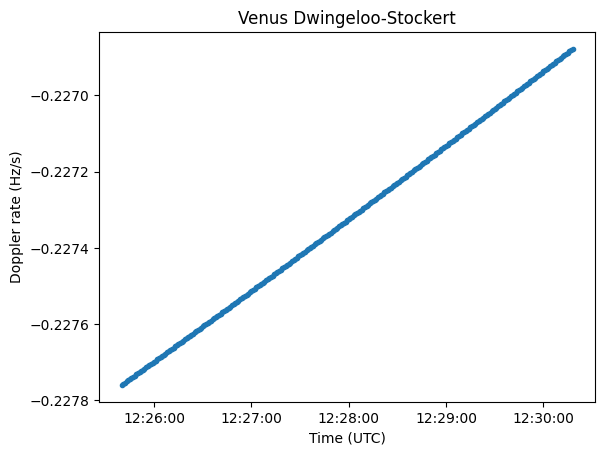 Venus Dwingeloo-Stockert
Doppler rate (Hz/s)
−0.2270
−0.2272
−0.2274
−0.2276
−0.2278
12:26:00 12:27:00 12:28:00 12:29:00 12:30:00
Time (UTC)